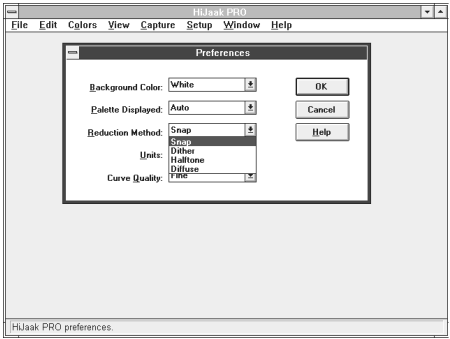 HiJaak PRO
File Edit Colors View Capture Setup Window Help
Preferences
Background Color: White OK
Palette Displayed: Auto Cancel
Reduction Method: Snap Help
Snap
Units: Dither
Halftone
Diffuse
Curve Quality: Fine
HiJaak PRO preferences.